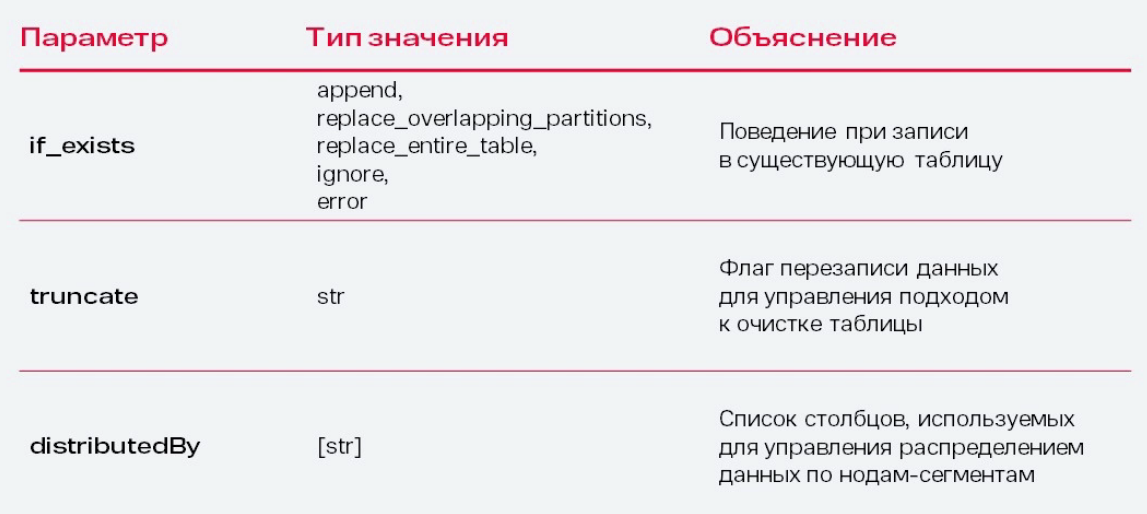 Параметр Тип значения Объяснение
if_exists
append,
replace_overlapping_partitions,
replace_entire_table,
ignore,
error
Поведение при записи
в существующую таблицу
truncate
str
Флаг перезаписи данных
для управления подходом
к очистке таблицы
distributedBy
[str]
Список столбцов, используемых
для управления распределением
данных по нодам-сегментам